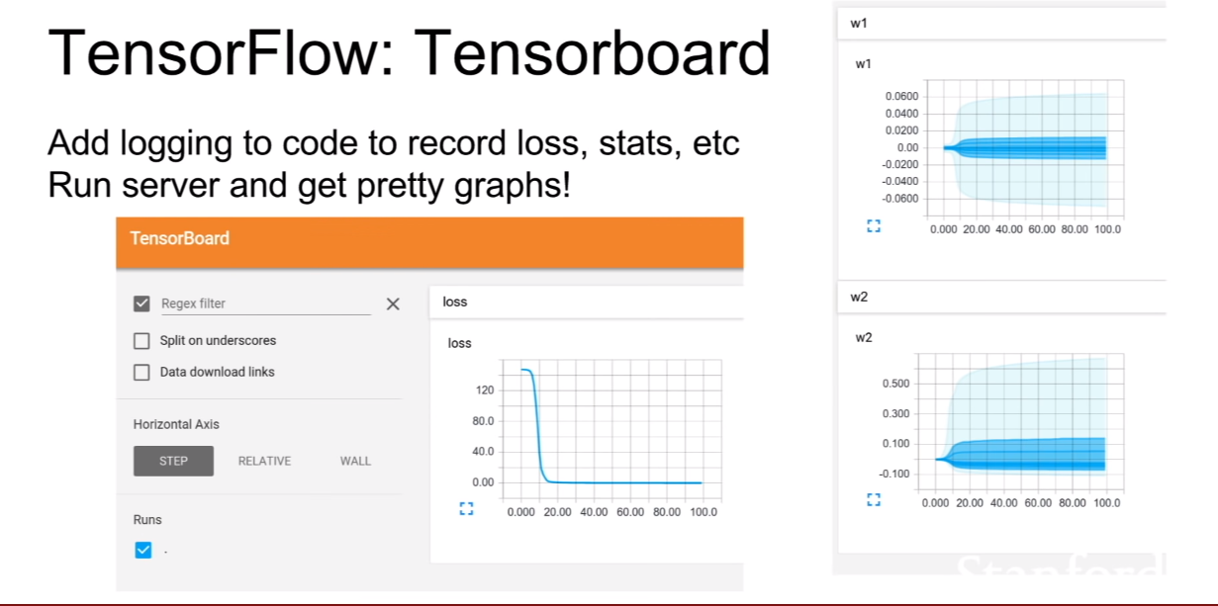 TensorFlow: Tensorboard
Add logging to code to record loss, stats, etc
Run server and get pretty graphs!
TensorBoard
Regex filter
Split on underscores
Data download links
Horizontal Axis
STEP RELATIVE WALL
Runs
.
loss
loss
120
80.0
40.0
0.00
0.000 20.00 40.00 60.00 80.00 100.0
w1
w1
0.0600
0.0400
0.0200
0.00
-0.0200
-0.0400
-0.0600
0.000 20.00 40.00 60.00 80.00 100.0
w2
w2
0.500
0.300
0.100
-0.100
0.000 20.00 40.00 60.00 80.00 100.0
Stanford